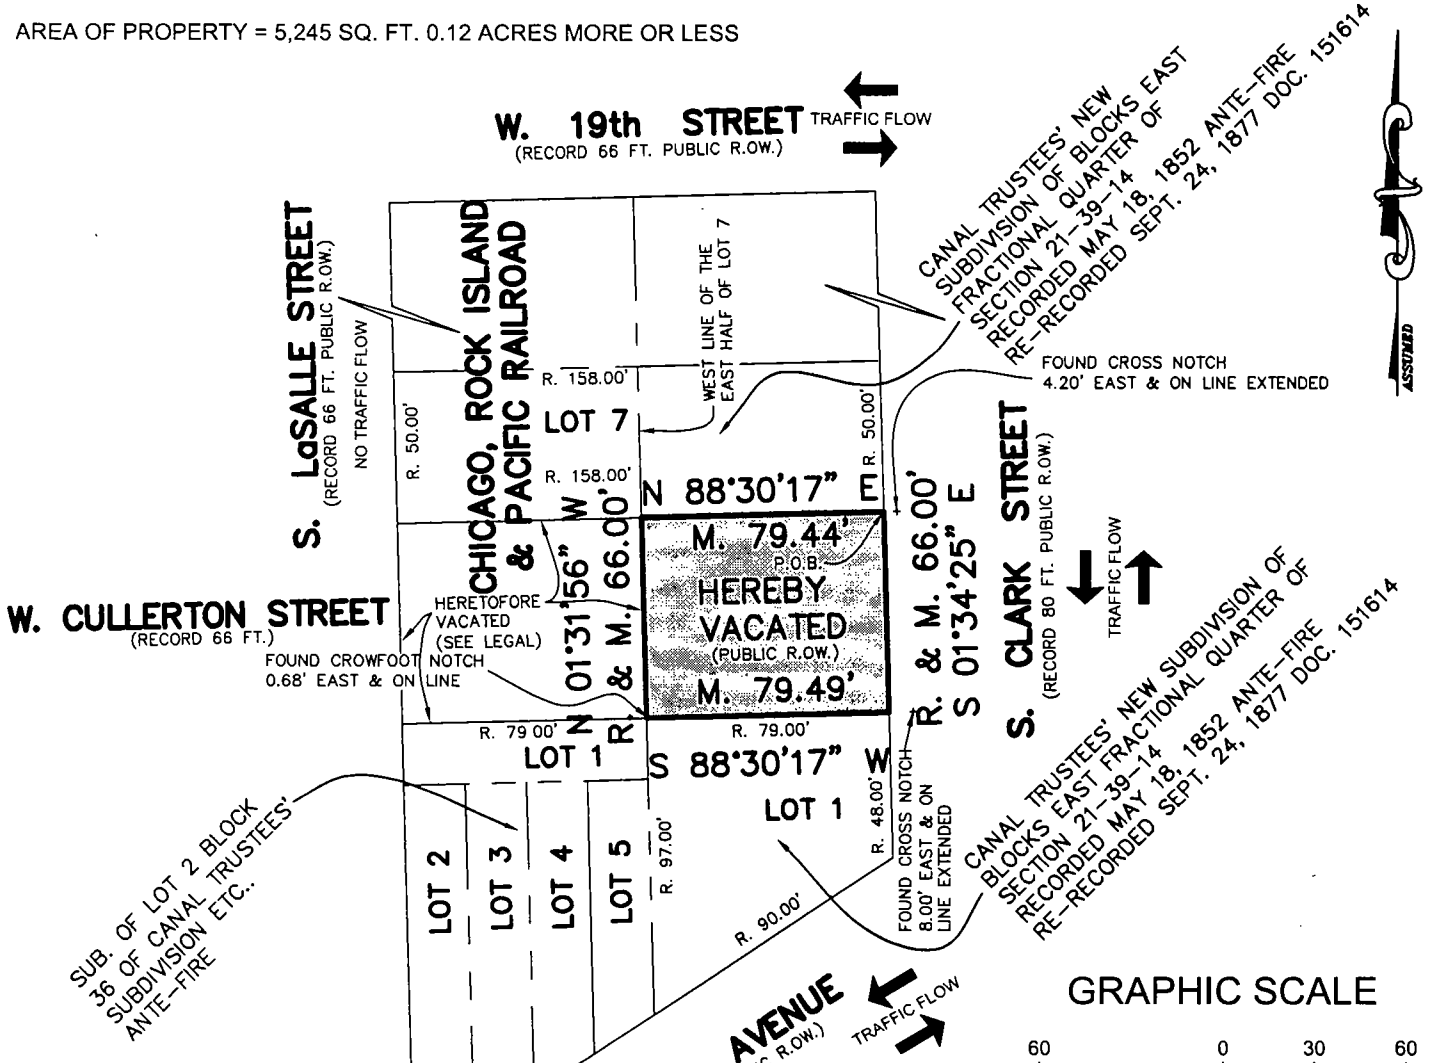 AREA OF PROPERTY = 5,245 SQ. FT. 0.12 ACRES MORE OR LESS
W. 19th STREET
(RECORD 66 FT. PUBLIC R.OW.)
TRAFFIC FLOW
CANAL TRUSTEES' NEW
SUBDIVISION OF BLOCKS EAST
FRACTIONAL QUARTER OF
SECTION 21-39-14
RECORDED MAY 18, 1852 ANTE-FIRE
RE-RECORDED SEPT. 24, 1877 DOC. 151614
ASSUMED
S. LaSALLE STREET
(RECORD 66 FT. PUBLIC R.OW.)
NO TRAFFIC FLOW
CHICAGO, ROCK ISLAND
& PACIFIC RAILROAD
WEST LINE OF THE
EAST HALF OF LOT 7
R. 158.00'
R. 50.00'
LOT 7
R. 158.00'
R. 50.00'
FOUND CROSS NOTCH
4.20' EAST & ON LINE EXTENDED
N 88°30'17" E
M. 79.44'
P.O.B.
HEREBY
VACATED
(PUBLIC R.OW.)
M. 79.49'
N 01°31'56" W
R. & M. 66.00'
R. & M. 66.00'
S 01°34'25" E
S. CLARK STREET
(RECORD 80 FT. PUBLIC R.OW.)
TRAFFIC FLOW
W. CULLERTON STREET
(RECORD 66 FT.)
HERETOFORE
VACATED
(SEE LEGAL)
FOUND CROWFOOT NOTCH
0.68' EAST & ON LINE
R. 79.00'
LOT 1
R. 79.00'
S 88°30'17" W
LOT 1
R. 48.00'
FOUND CROSS NOTCH
8.00' EAST & ON
LINE EXTENDED
CANAL TRUSTEES' NEW SUBDIVISION OF
BLOCKS EAST FRACTIONAL QUARTER OF
SECTION 21-39-14
RECORDED MAY 18, 1852 ANTE-FIRE
RE-RECORDED SEPT. 24, 1877 DOC. 151614
SUB. OF LOT 2 BLOCK
36 OF CANAL TRUSTEES'
SUBDIVISION ETC..
ANTE-FIRE
LOT 2
LOT 3
LOT 4
LOT 5
R. 97.00'
R. 90.00'
AVENUE
R.OW.)
TRAFFIC FLOW
GRAPHIC SCALE
60 0 30 60